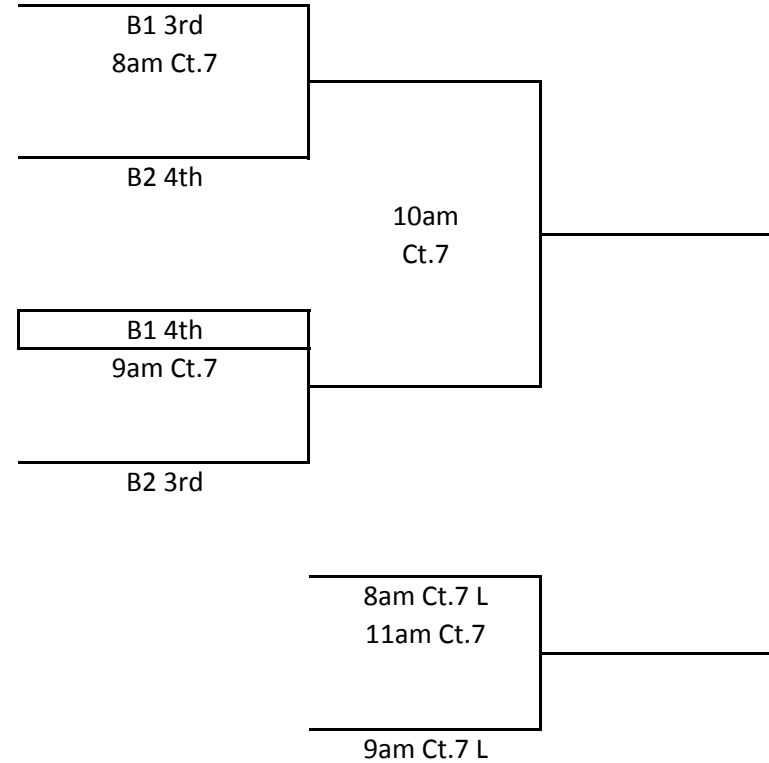 B1 3rd
8am Ct.7
B2 4th
10am
Ct.7
B1 4th
9am Ct.7
B2 3rd
8am Ct.7 L
11am Ct.7
9am Ct.7 L